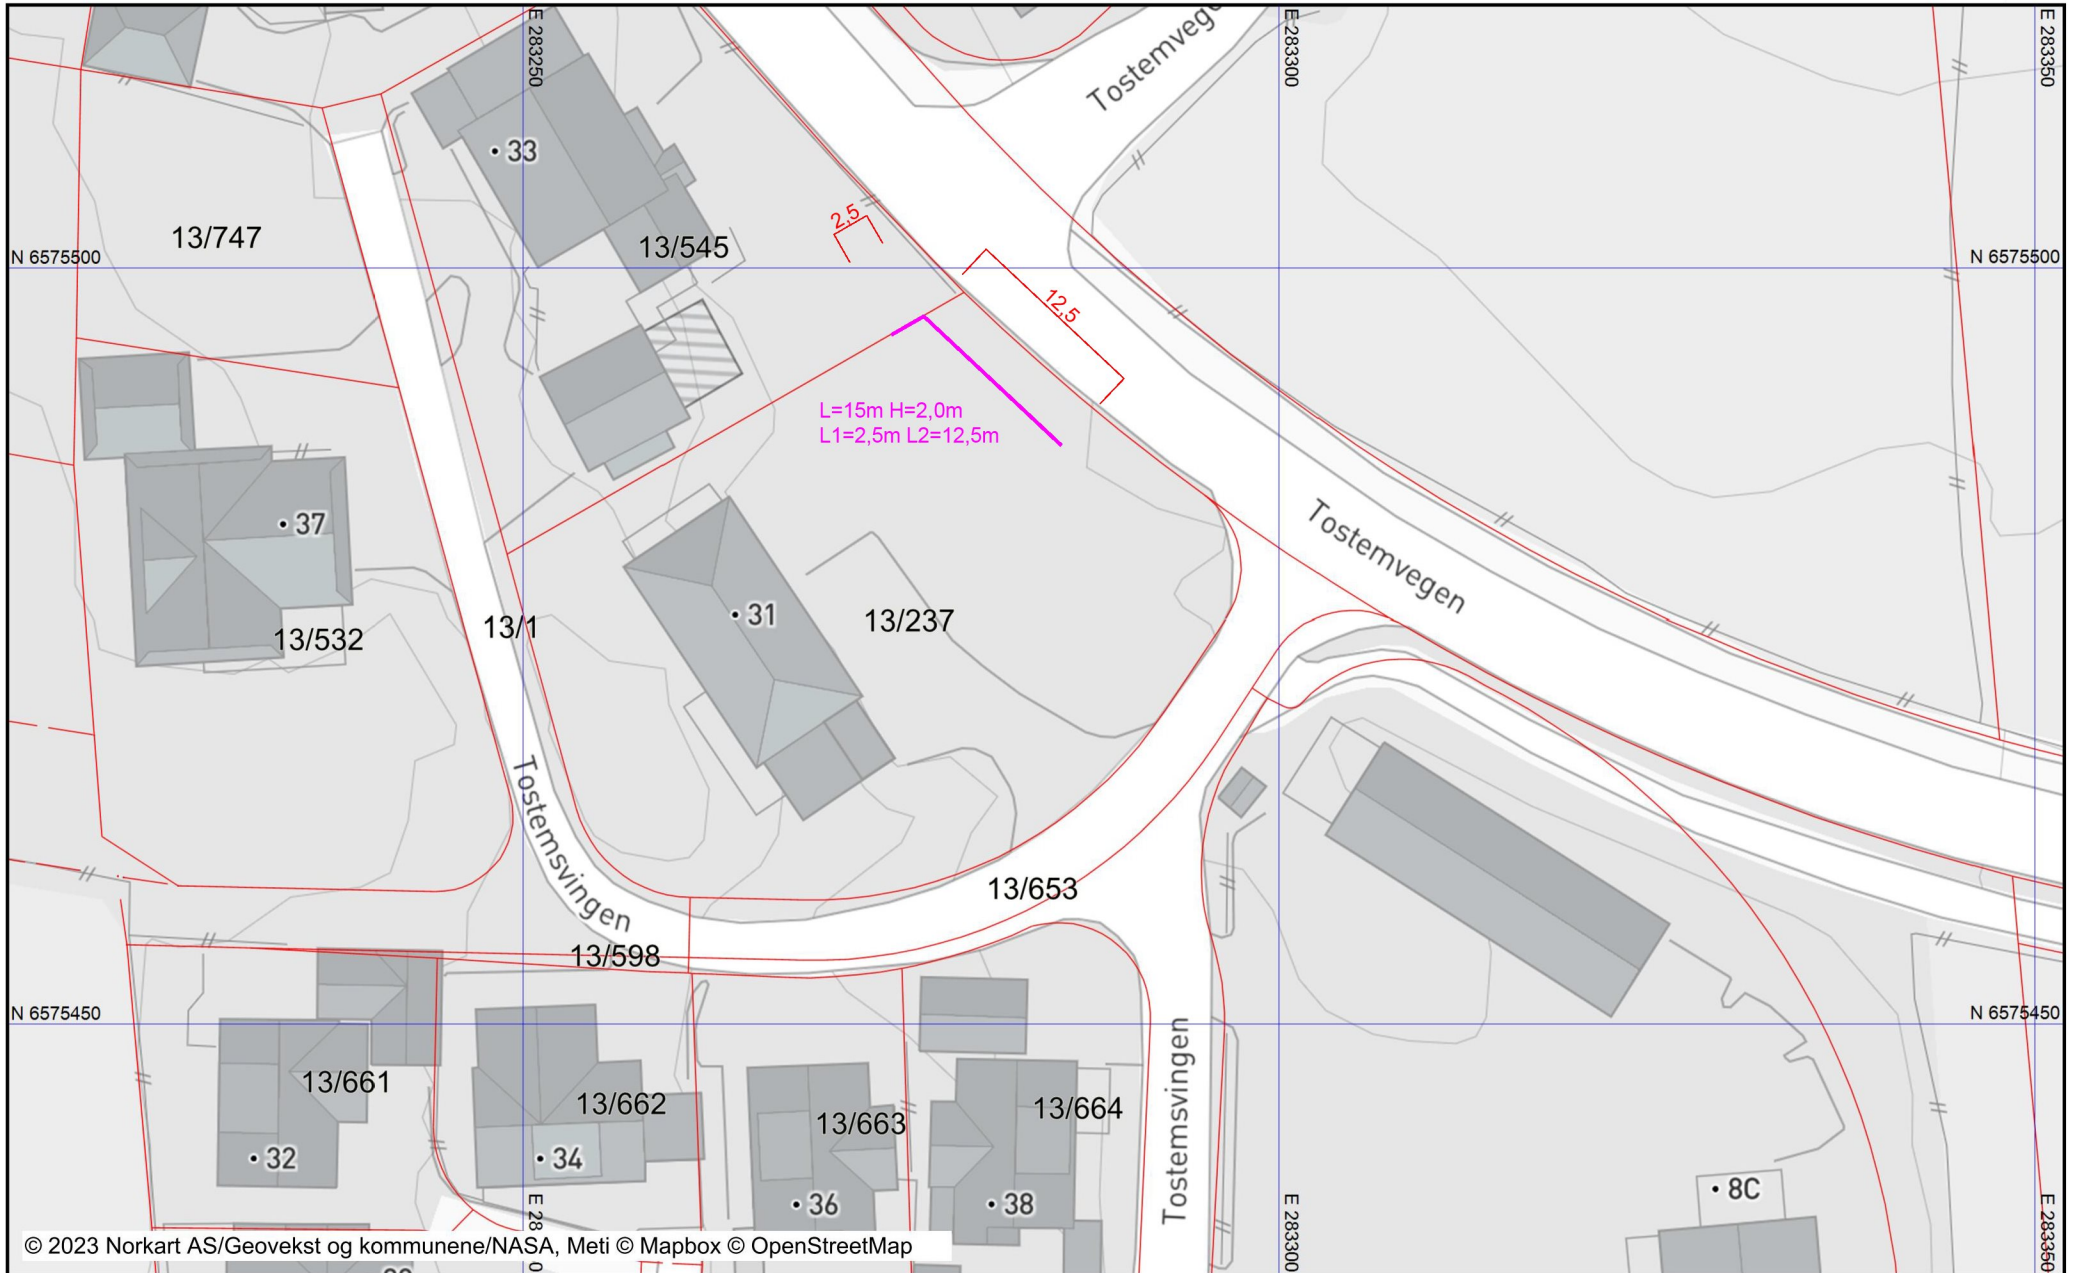 E 283250
E 283300
E 283350
Tostemvege
33
13/747
13/545
2,5
N 6575500
N 6575500
12,5
L=15m H=2,0m
L1=2,5m L2=12,5m
37
Tostemvegen
31
13/237
13/1
13/532
Tostemsvingen
13/653
13/598
N 6575450
N 6575450
13/661
13/662
13/663
13/664
Tostemsvingen
32
34
36
38
8C
E 28
0
E 283300
E 283350
© 2023 Norkart AS/Geovekst og kommunene/NASA, Meti © Mapbox © OpenStreetMap